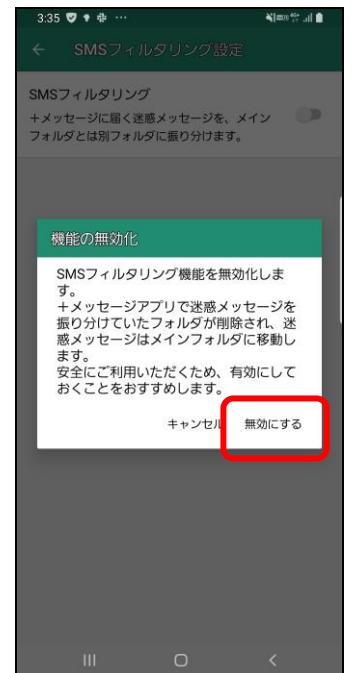 3:35
SMSフィルタリング設定
SMSフィルタリング
+メッセージに届く迷惑メッセージを、メイン
フォルダとは別フォルダに振り分けます。
機能の無効化
SMSフィルタリング機能を無効化しま
す。
+メッセージアプリで迷惑メッセージを
振り分けていたフォルダが削除され、迷
惑メッセージはメインフォルダに移動し
ます。
安全にご利用いただくため、有効にして
おくことをおすすめします。
キャンセル 無効にする